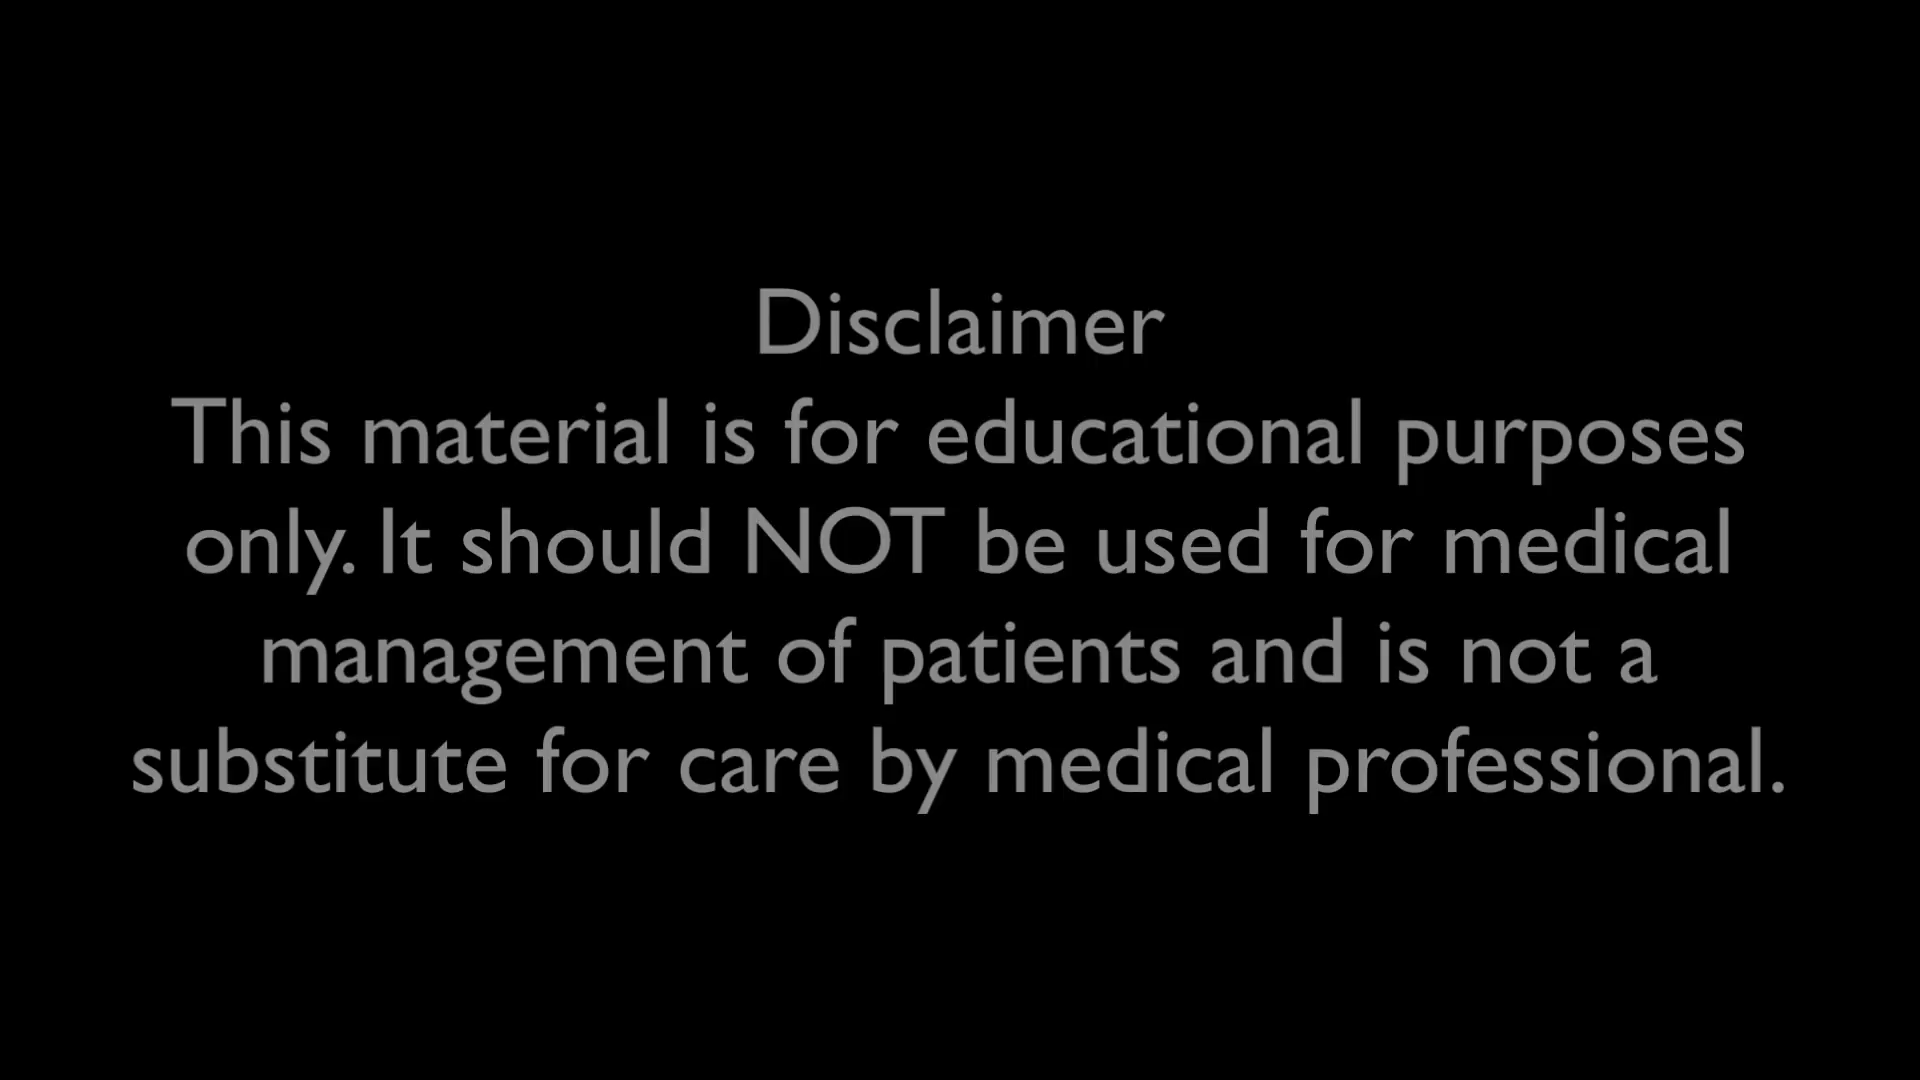 Disclaimer
This material is for educational purposes
only. It should NOT be used for medical
management of patients and is not a
substitute for care by medical professional.